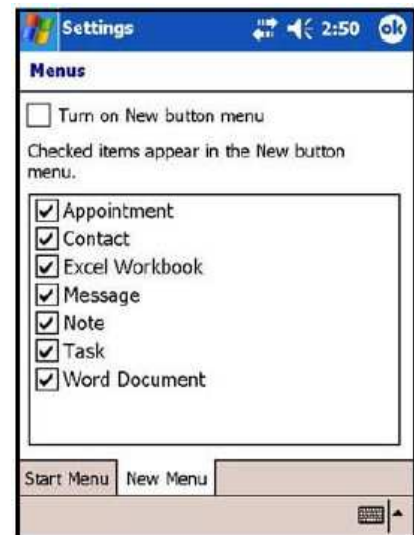 Settings 2:50 ok
Menus
Turn on New button menu
Checked items appear in the New button
menu.
Appointment
Contact
Excel Workbook
Message
Note
Task
Word Document
Start Menu New Menu